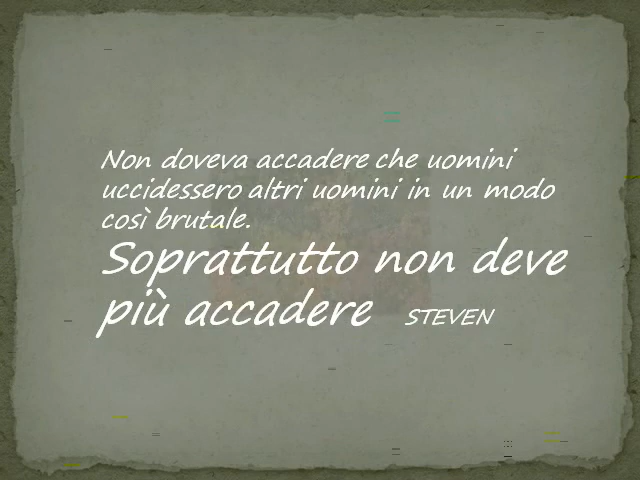 Non doveva accadere che uomini
uccidessero altri uomini in un modo
così brutale.
Soprattutto non deve
più accadere STEVEN